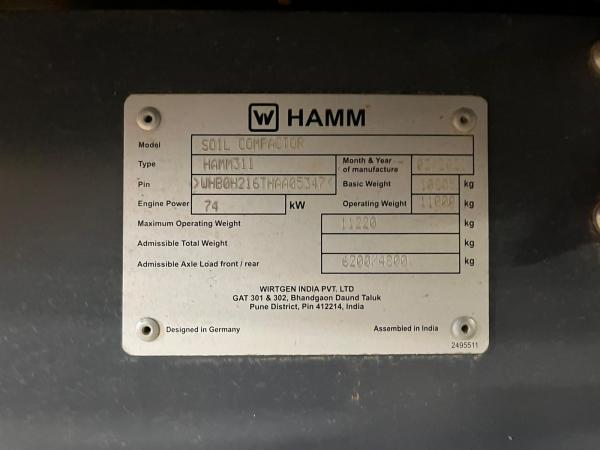 W HAMM
Model SOIL COMPACTOR
Type HAMM311 Month & Year of manufacture
Pin >WHB0H216THAA05347< Basic Weight kg
Engine Power 74 kW Operating Weight 11000 kg
Maximum Operating Weight 11220 kg
Admissible Total Weight kg
Admissible Axle Load front / rear 6200/4800 kg
WIRTGEN INDIA PVT. LTD
GAT 301 & 302, Bhandgaon Daund Taluk
Pune District, Pin 412214, India
Designed in Germany Assembled in India
2495511